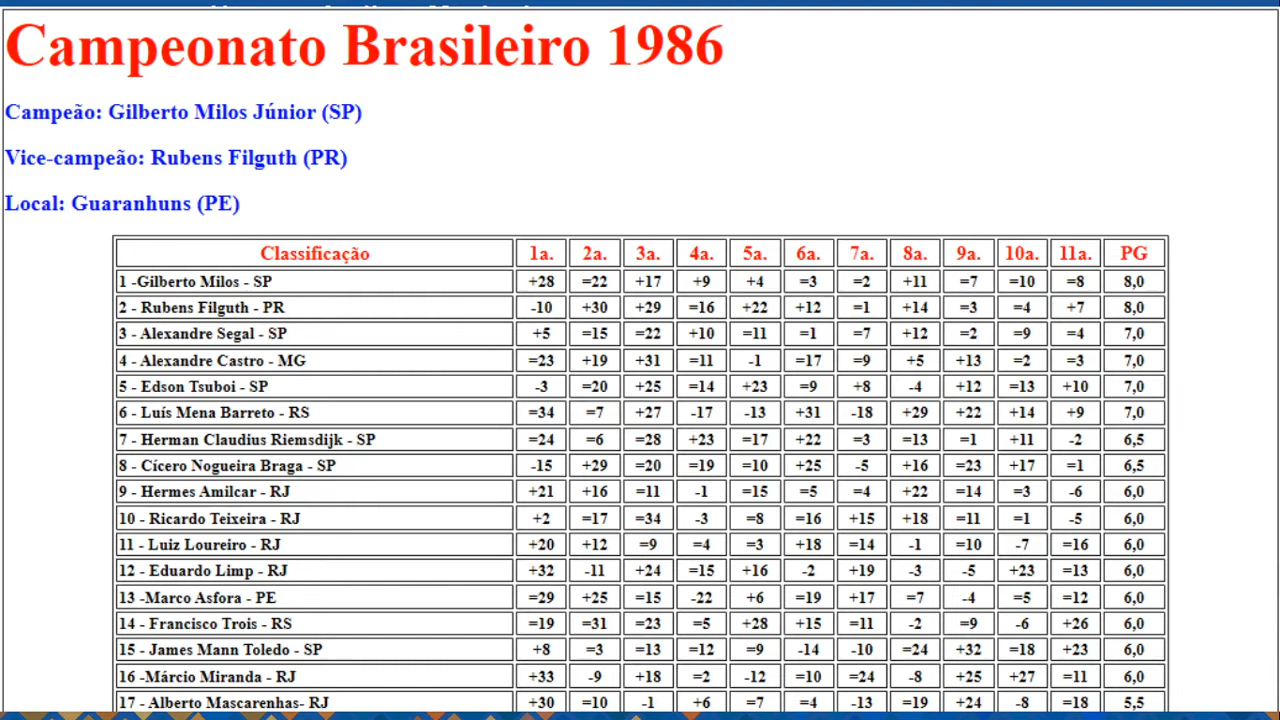 Campeonato Brasileiro 1986
Campeão: Gilberto Milos Júnior (SP)
Vice-campeão: Rubens Filguth (PR)
Local: Guaranhuns (PE)
Classificação 1a. 2a. 3a. 4a. 5a. 6a. 7a. 8a. 9a. 10a. 11a. PG
1 -Gilberto Milos - SP +28 =22 +17 +9 +4 =3 =2 +11 =7 =10 =8 8,0
2 - Rubens Filguth - PR -10 +30 +29 =16 +22 +12 =1 +14 =3 =4 +7 8,0
3 - Alexandre Segal - SP +5 =15 =22 +10 =11 =1 =7 +12 =2 =9 =4 7,0
4 - Alexandre Castro - MG =23 +19 +31 =11 -1 =17 =9 +5 +13 =2 =3 7,0
5 - Edson Tsuboi - SP -3 =20 +25 =14 +23 =9 +8 -4 +12 =13 +10 7,0
6 - Luís Mena Barreto - RS =34 =7 +27 -17 -13 +31 -18 +29 +22 +14 +9 7,0
7 - Herman Claudius Riemsdijk - SP =24 =6 =28 +23 =17 +22 =3 =13 =1 +11 -2 6,5
8 - Cícero Nogueira Braga - SP -15 +29 =20 =19 =10 +25 -5 +16 =23 +17 =1 6,5
9 - Hermes Amilcar - RJ +21 +16 =11 -1 =15 =5 =4 +22 =14 =3 -6 6,0
10 - Ricardo Teixeira - RJ +2 =17 =34 -3 =8 =16 +15 +18 =11 =1 -5 6,0
11 - Luiz Loureiro - RJ +20 +12 =9 =4 =3 +18 =14 -1 =10 -7 =16 6,0
12 - Eduardo Limp - RJ +32 -11 +24 =15 +16 -2 +19 -3 -5 +23 =13 6,0
13 -Marco Asfora - PE =29 +25 =15 -22 +6 =19 +17 =7 -4 =5 =12 6,0
14 - Francisco Trois - RS =19 =31 =23 =5 +28 +15 =11 -2 =9 -6 +26 6,0
15 - James Mann Toledo - SP +8 =3 =13 =12 =9 -14 -10 =24 +32 =18 +23 6,0
16 -Márcio Miranda - RJ +33 -9 +18 =2 -12 =10 =24 -8 +25 +27 =11 6,0
17 - Alberto Mascarenhas- RJ +30 =10 -1 +6 =7 =4 -13 =19 +24 -8 =18 5,5